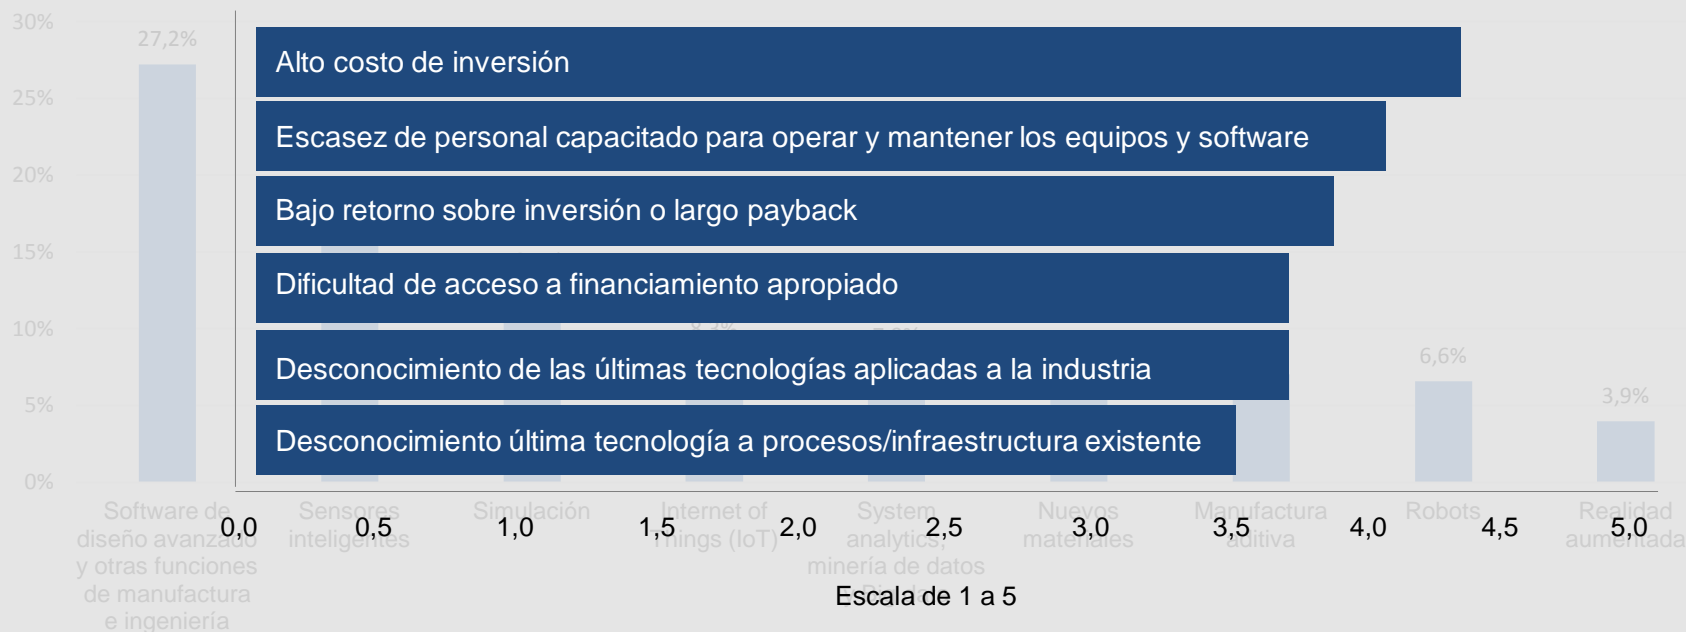 30%
27,2%
25%
20%
15%
10%
5%
0%
Alto costo de inversión
Escasez de personal capacitado para operar y mantener los equipos y software
Bajo retorno sobre inversión o largo payback
Dificultad de acceso a financiamiento apropiado
Desconocimiento de las últimas tecnologías aplicadas a la industria
Desconocimiento última tecnología a procesos/infraestructura existente
6,6%
3,9%
Software de
diseño avanzado
y otras funciones
de manufactura
e ingeniería
Sensores
inteligentes
Simulación
Internet of
Things (IoT)
System
analytics,
minería de datos
Nuevos
materiales
Manufactura
aditiva
Robots
Realidad
aumentada
0,0 0,5 1,0 1,5 2,0 2,5 3,0 3,5 4,0 4,5 5,0
Escala de 1 a 5